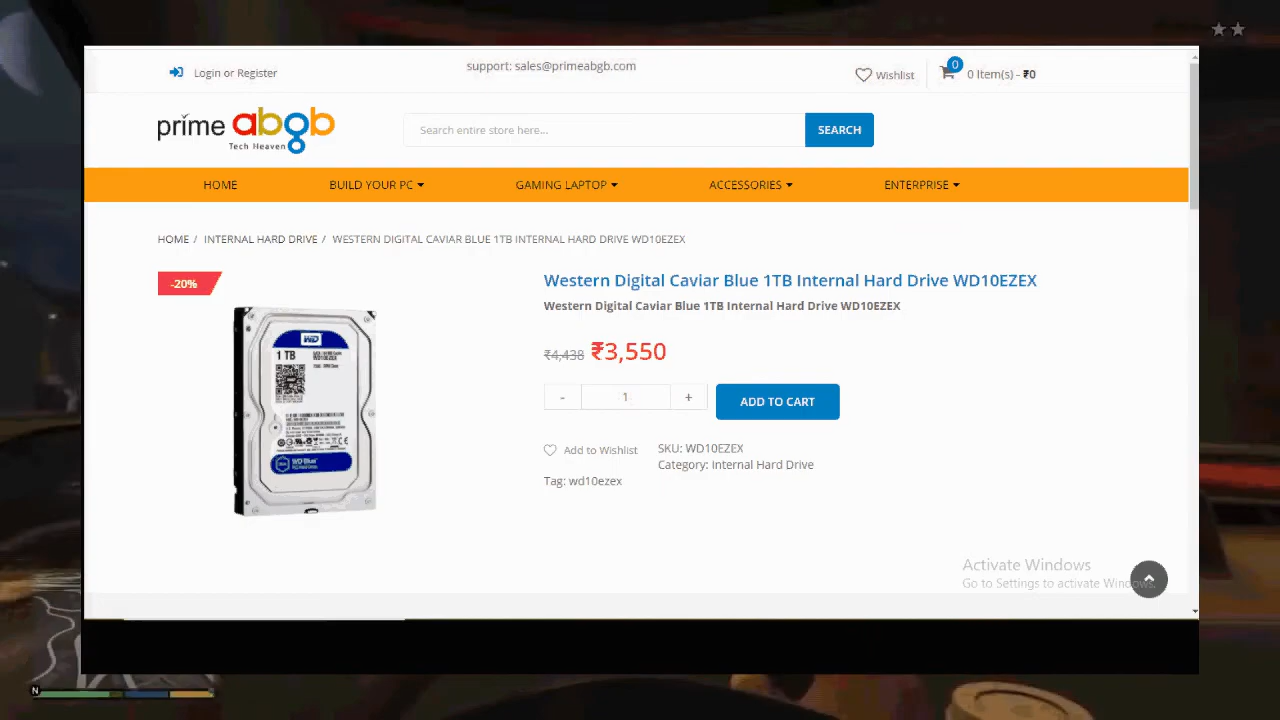 Login or Register
support: sales@primeabgb.com
Wishlist
0
0 Item(s) - ₹0
prime abgb
Tech Heaven
Search entire store here...
SEARCH
HOME
BUILD YOUR PC
GAMING LAPTOP
ACCESSORIES
ENTERPRISE
HOME / INTERNAL HARD DRIVE / WESTERN DIGITAL CAVIAR BLUE 1TB INTERNAL HARD DRIVE WD10EZEX
-20%
WD
1 TB
WD Blue
Western Digital Caviar Blue 1TB Internal Hard Drive WD10EZEX
Western Digital Caviar Blue 1TB Internal Hard Drive WD10EZEX
₹4,438 ₹3,550
- 1 +
ADD TO CART
Add to Wishlist
SKU: WD10EZEX
Category: Internal Hard Drive
Tag: wd10ezex
Activate Windows
Go to Settings to activate Windows.
N